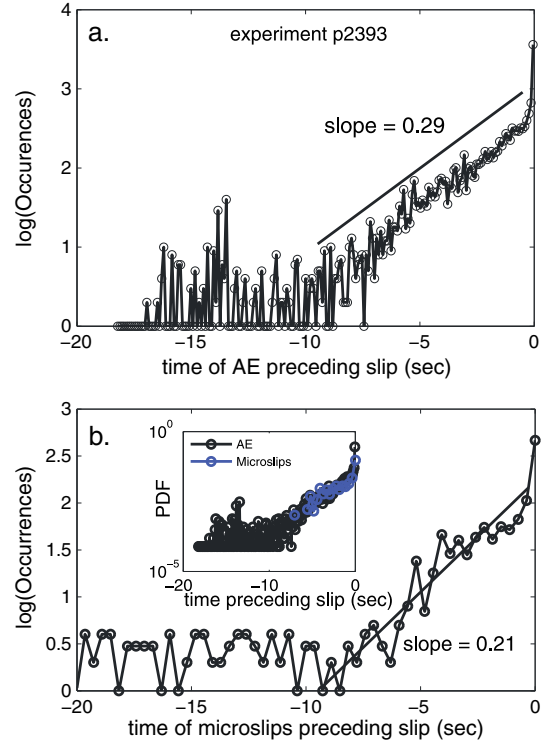 a.
experiment p2393
4
3
2
1
0
log(Occurences)
slope = 0.29
−20
−15
−10
−5
0
time of AE preceding slip (sec)
b.
3
2.5
2
1.5
1
0.5
0
log(Occurrences)
10^0
10^−5
PDF
AE
Microslips
−20
−10
0
time preceding slip (sec)
slope = 0.21
−20
−15
−10
−5
0
time of microslips preceding slip (sec)